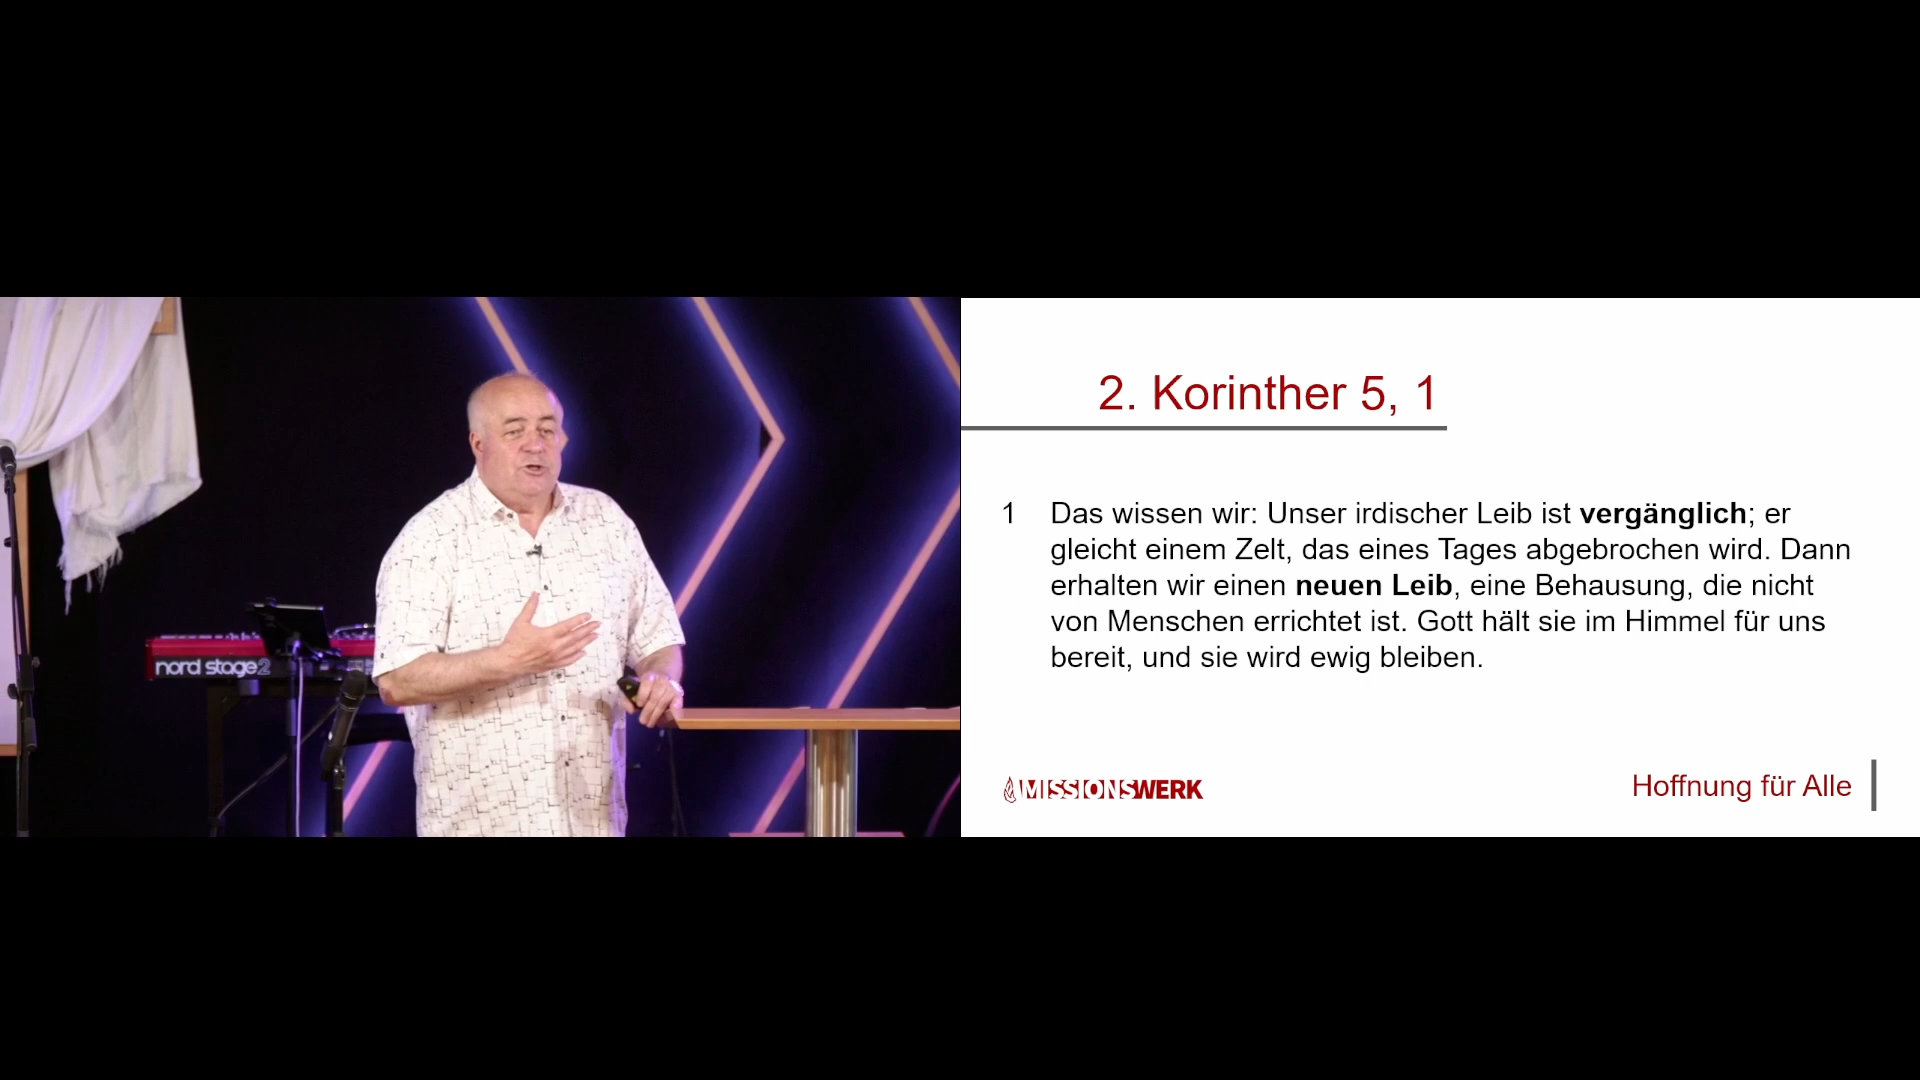 nord stage 2
2. Korinther 5, 1
1 Das wissen wir: Unser irdischer Leib ist vergänglich; er
gleicht einem Zelt, das eines Tages abgebrochen wird. Dann
erhalten wir einen neuen Leib, eine Behausung, die nicht
von Menschen errichtet ist. Gott hält sie im Himmel für uns
bereit, und sie wird ewig bleiben.
MISSIONSWERK
Hoffnung für Alle